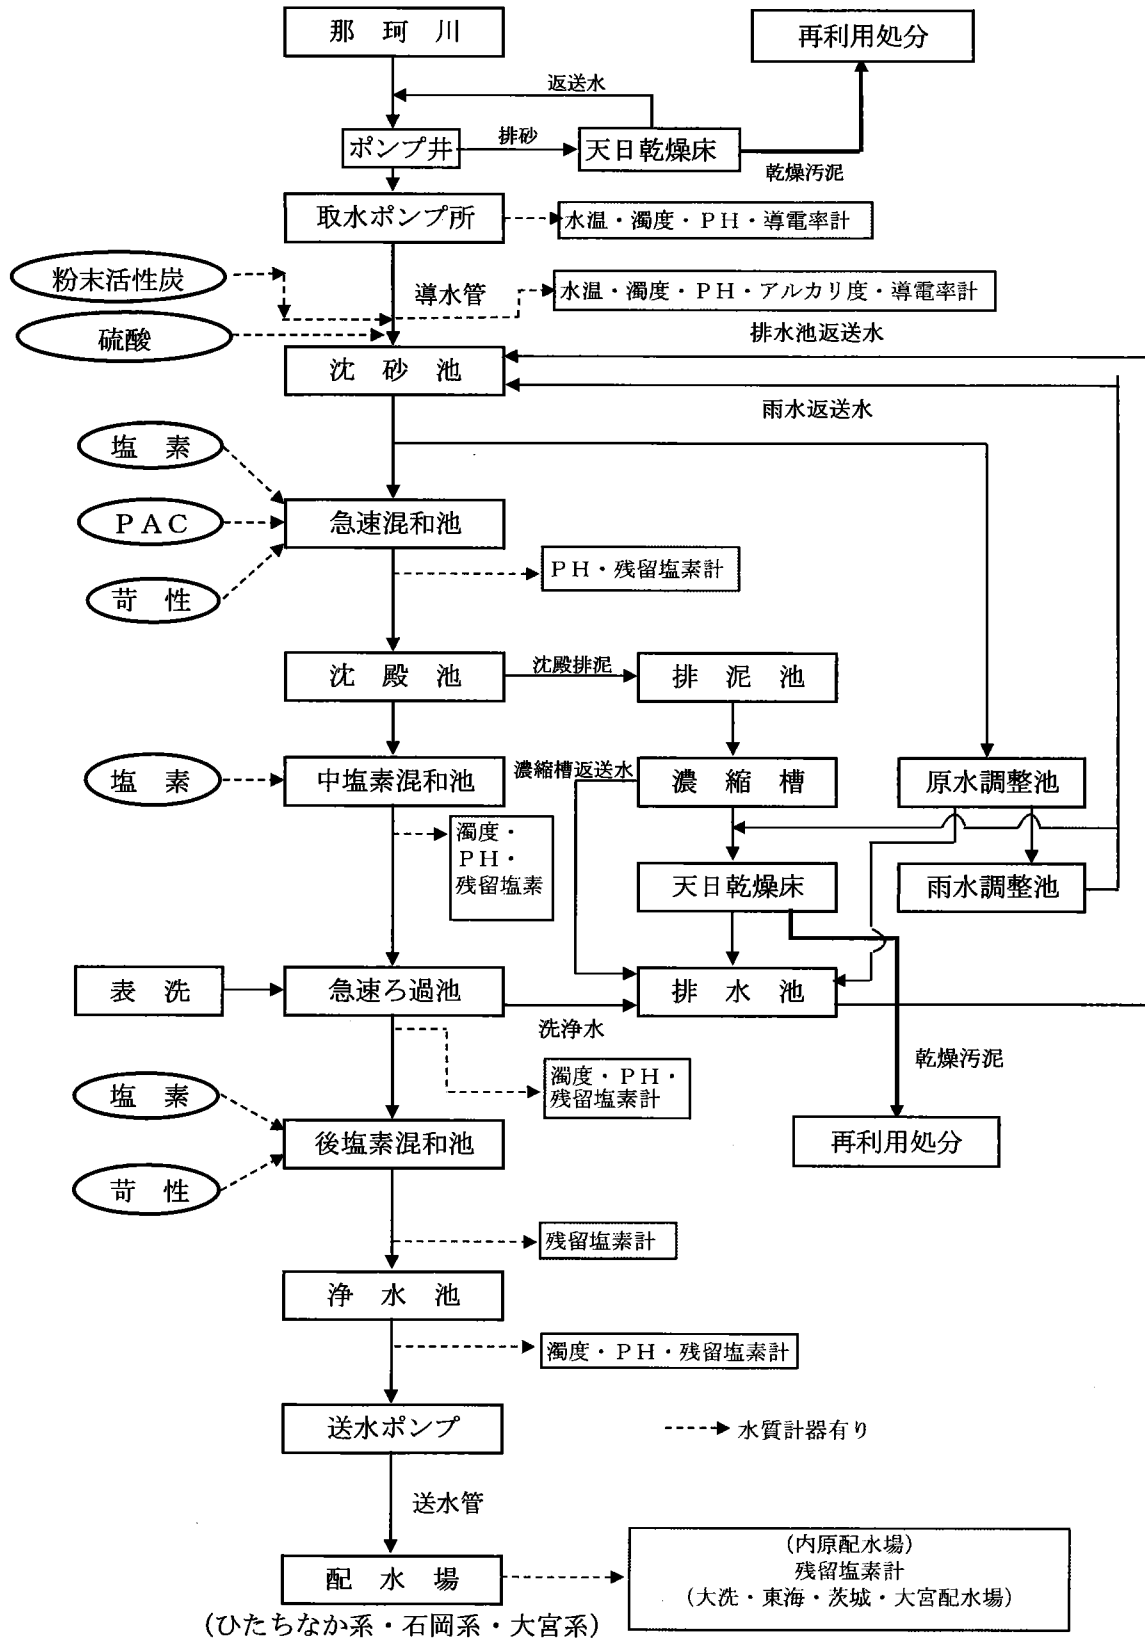 那　珂　川
再利用処分
返送水
ポンプ井
排砂
天日乾燥床
乾燥汚泥
取水ポンプ所
水温・濁度・ＰＨ・導電率計
粉末活性炭
導水管
水温・濁度・ＰＨ・アルカリ度・導電率計
硫酸
排水池返送水
沈　砂　池
雨水返送水
塩　素
ＰＡＣ
急速混和池
ＰＨ・残留塩素計
苛　性
沈　殿　池
沈殿排泥
排　泥　池
塩　素
中塩素混和池
濃縮槽返送水
濃　縮　槽
原水調整池
濁度・
ＰＨ・
残留塩素
天日乾燥床
雨水調整池
表　洗
急速ろ過池
排　水　池
洗浄水
乾燥汚泥
濁度・ＰＨ・
残留塩素計
塩　素
後塩素混和池
再利用処分
苛　性
残留塩素計
浄　水　池
濁度・ＰＨ・残留塩素計
送水ポンプ
水質計器有り
送水管
配　水　場
（内原配水場）
残留塩素計
（大洗・東海・茨城・大宮配水場）
（ひたちなか系・石岡系・大宮系）